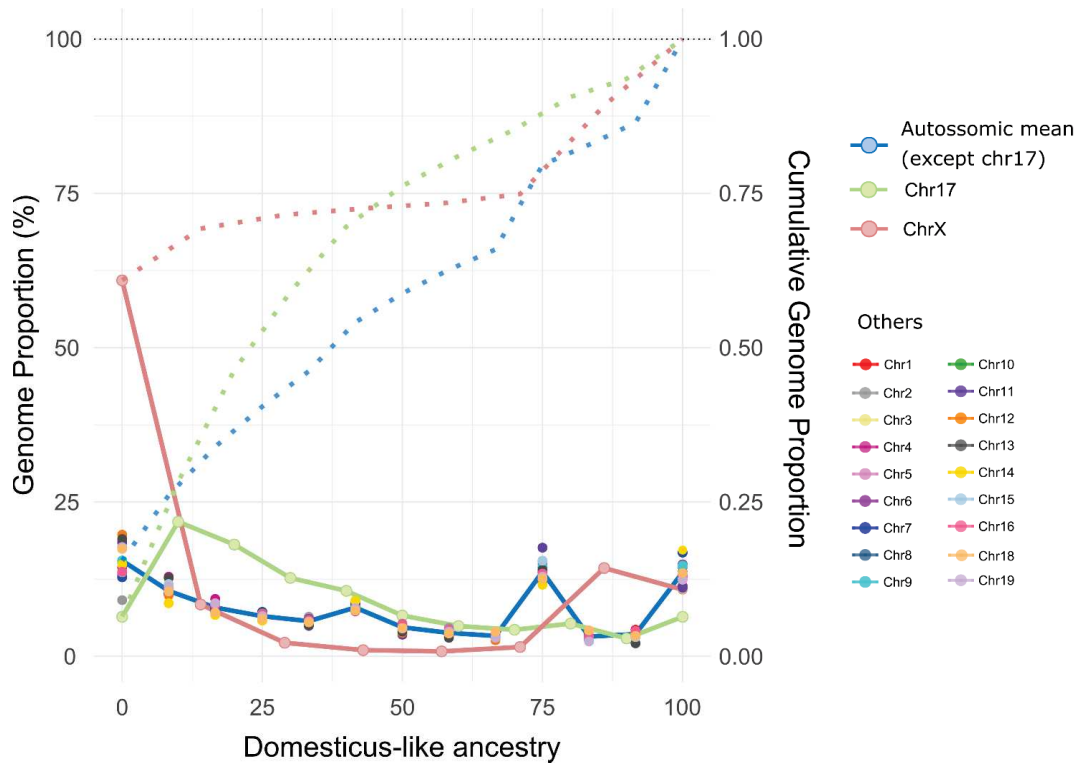 100
75
50
25
0
Genome Proportion (%)
0
25
50
75
100
Domesticus-like ancestry
1.00
0.75
0.50
0.25
0.00
Cumulative Genome Proportion
Autossomic mean
(except chr17)
Chr17
ChrX
Others
Chr1
Chr2
Chr3
Chr4
Chr5
Chr6
Chr7
Chr8
Chr9
Chr10
Chr11
Chr12
Chr13
Chr14
Chr15
Chr16
Chr18
Chr19